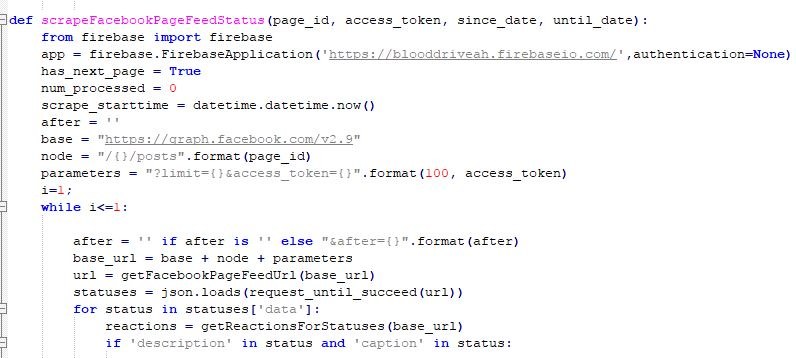 def scrapeFacebookPageFeedStatus(page_id, access_token, since_date, until_date):
    from firebase import firebase
    app = firebase.FirebaseApplication('https://blooddriveah.firebaseio.com/',authentication=None)
    has_next_page = True
    num_processed = 0
    scrape_starttime = datetime.datetime.now()
    after = ''
    base = "https://graph.facebook.com/v2.9"
    node = "/{}/posts".format(page_id)
    parameters = "?limit={}&access_token={}".format(100, access_token)
    i=1;
    while i<=1:
        after = '' if after is '' else "&after={}".format(after)
        base_url = base + node + parameters
        url = getFacebookPageFeedUrl(base_url)
        statuses = json.loads(request_until_succeed(url))
        for status in statuses['data']:
            reactions = getReactionsForStatuses(base_url)
            if 'description' in status and 'caption' in status: